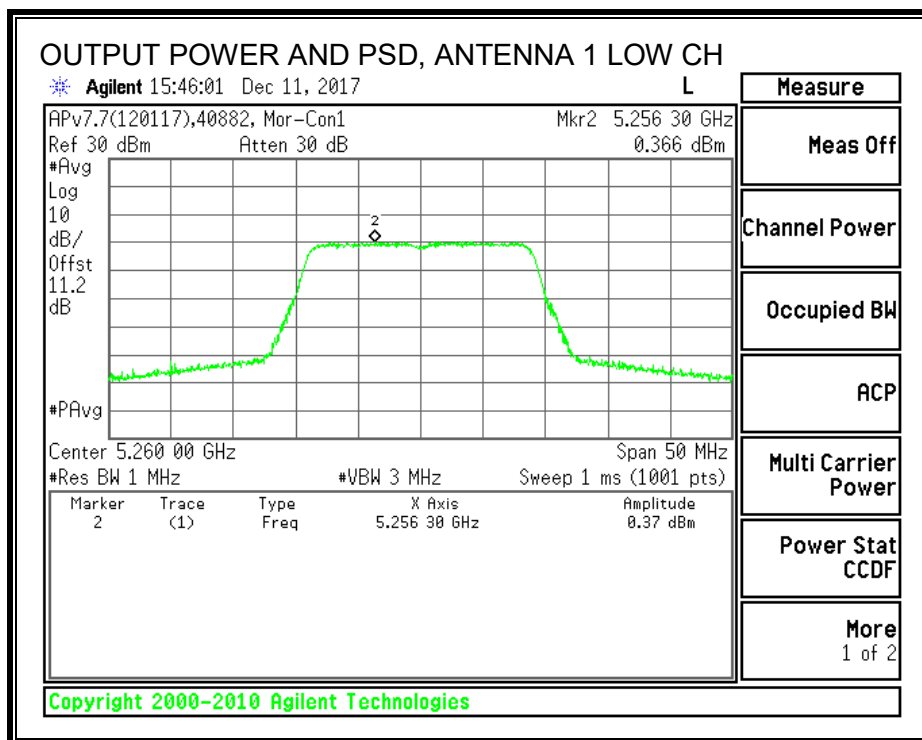 OUTPUT POWER AND PSD, ANTENNA 1 LOW CH
Agilent 15:46:01 Dec 11, 2017 L
Measure
APv7.7(120117),40882, Mor-Con1 Mkr2 5.256 30 GHz
Ref 30 dBm Atten 30 dB 0.366 dBm
Meas Off
#Avg
Log
10
dB/
Offst
11.2
dB
#PAvg
2
Channel Power
Occupied BW
ACP
Center 5.260 00 GHz Span 50 MHz
#Res BW 1 MHz #VBW 3 MHz Sweep 1 ms (1001 pts)
Multi Carrier
Power
Marker Trace Type X Axis Amplitude
2 (1) Freq 5.256 30 GHz 0.37 dBm
Power Stat
CCDF
More
1 of 2
Copyright 2000-2010 Agilent Technologies